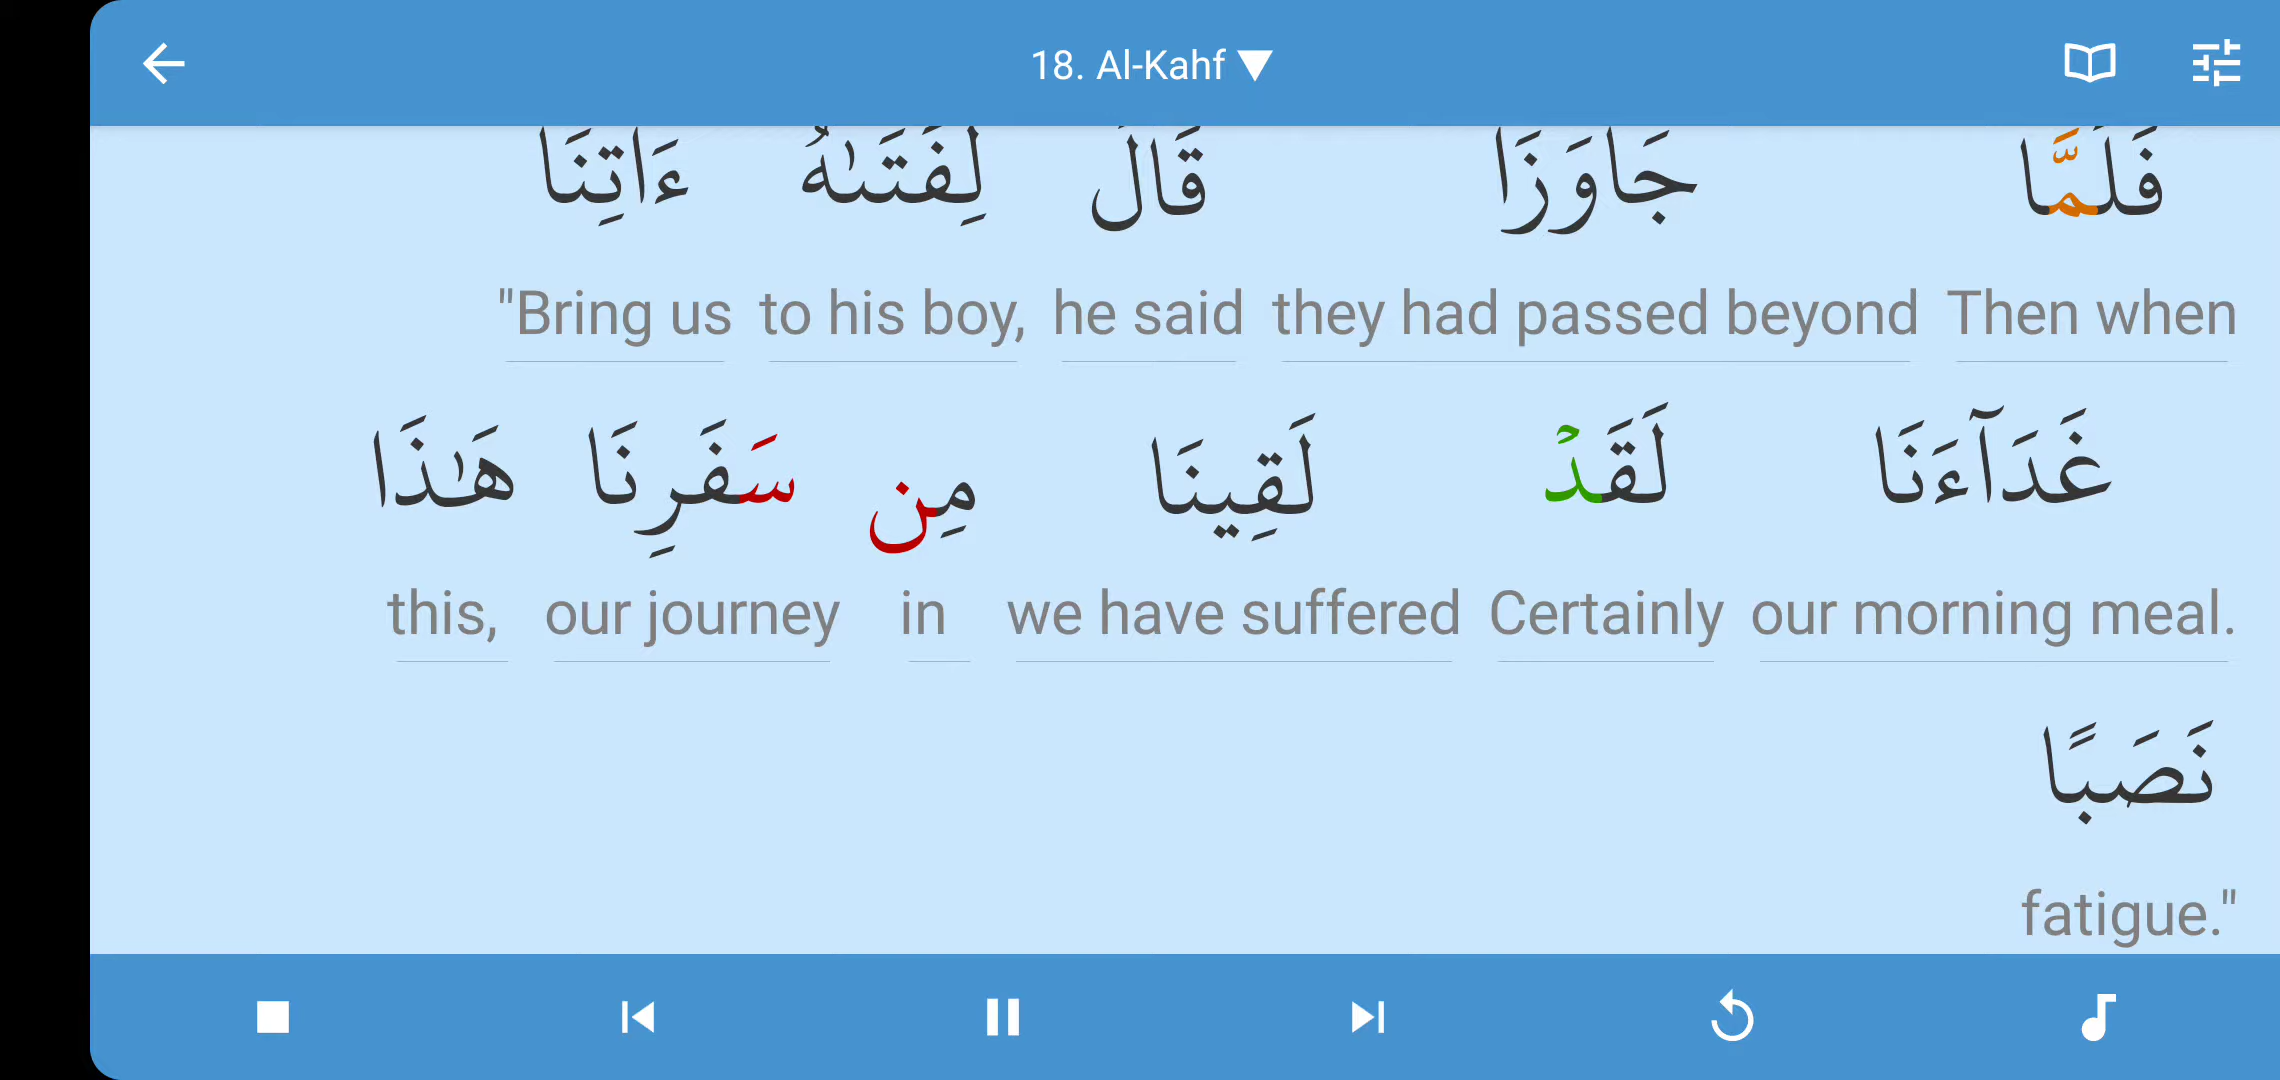 18. Al-Kahf ▼
فَلَمَّا جَاوَزَا قَالَ لِفَتَىٰهُ ءَاتِنَا
"Bring us to his boy, he said they had passed beyond Then when
غَدَآءَنَا لَقَدۡ لَقِينَا مِن سَفَرِنَا هَٰذَا
this, our journey in we have suffered Certainly our morning meal.
نَصَبًا
fatigue."